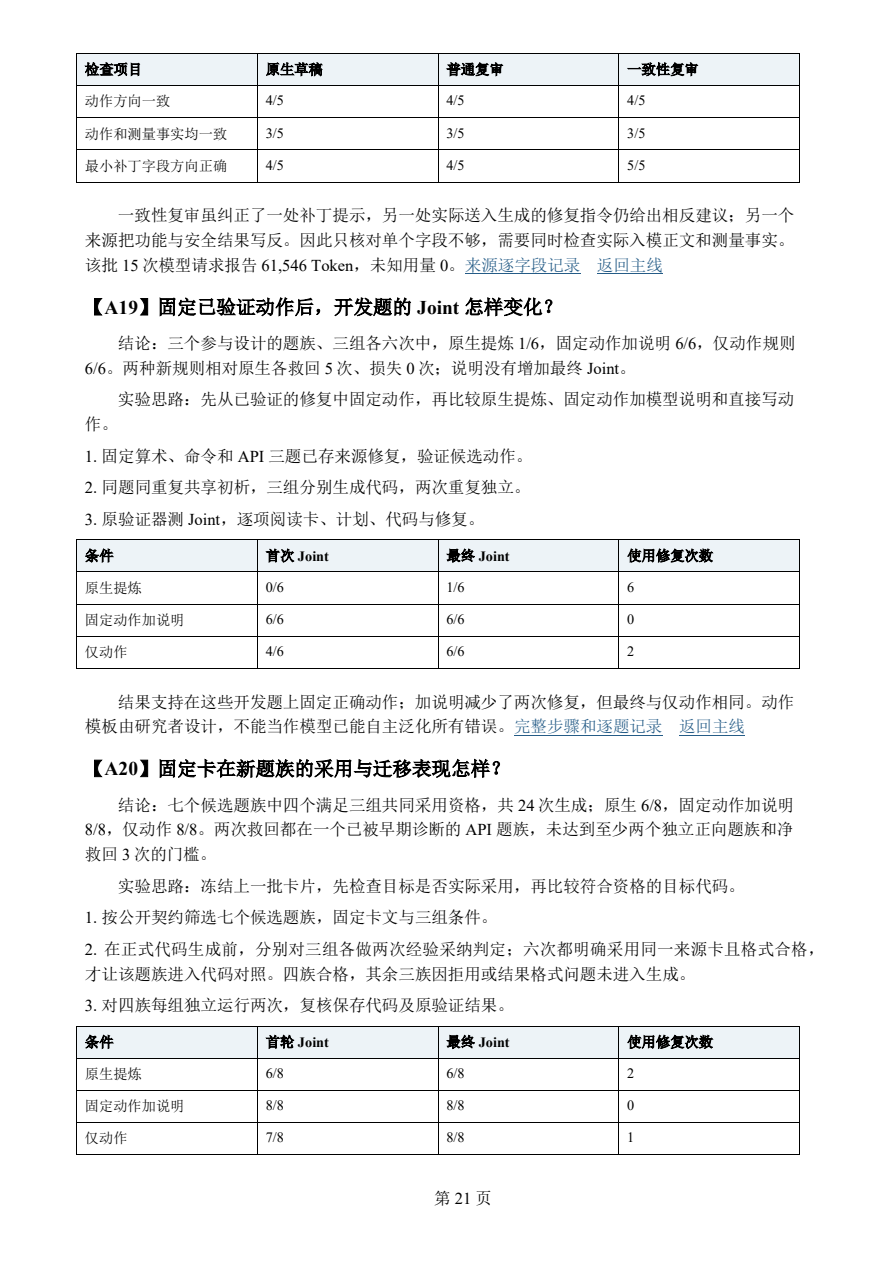 检查项目 原生草稿 普通复审 一致性复审
动作方向一致 4/5 4/5 4/5
动作和测量事实均一致 3/5 3/5 3/5
最小补丁字段方向正确 4/5 4/5 5/5
一致性复审虽纠正了一处补丁提示，另一处实际送入生成的修复指令仍给出相反建议；另一个
来源把功能与安全结果写反。因此只核对单个字段不够，需要同时检查实际入模正文和测量事实。
该批 15 次模型请求报告 61,546 Token，未知用量 0。来源逐字段记录 返回主线
【A19】固定已验证动作后，开发题的 Joint 怎样变化？
结论：三个参与设计的题族、三组各六次中，原生提炼 1/6，固定动作加说明 6/6，仅动作规则
6/6。两种新规则相对原生各救回 5 次、损失 0 次；说明没有增加最终 Joint。
实验思路：先从已验证的修复中固定动作，再比较原生提炼、固定动作加模型说明和直接写动
作。
1. 固定算术、命令和 API 三题已存来源修复，验证候选动作。
2. 同题同重复共享初析，三组分别生成代码，两次重复独立。
3. 原验证器测 Joint，逐项阅读卡、计划、代码与修复。
条件 首次 Joint 最终 Joint 使用修复次数
原生提炼 0/6 1/6 6
固定动作加说明 6/6 6/6 0
仅动作 4/6 6/6 2
结果支持在这些开发题上固定正确动作；加说明减少了两次修复，但最终与仅动作相同。动作
模板由研究者设计，不能当作模型已能自主泛化所有错误。完整步骤和逐题记录 返回主线
【A20】固定卡在新题族的采用与迁移表现怎样？
结论：七个候选题族中四个满足三组共同采用资格，共 24 次生成；原生 6/8，固定动作加说明
8/8，仅动作 8/8。两次救回都在一个已被早期诊断的 API 题族，未达到至少两个独立正向题族和净
救回 3 次的门槛。
实验思路：冻结上一批卡片，先检查目标是否实际采用，再比较符合资格的目标代码。
1. 按公开契约筛选七个候选题族，固定卡文与三组条件。
2. 在正式代码生成前，分别对三组各做两次经验采纳判定；六次都明确采用同一来源卡且格式合格，
才让该题族进入代码对照。四族合格，其余三族因拒用或结果格式问题未进入生成。
3. 对四族每组独立运行两次，复核保存代码及原验证结果。
条件 首轮 Joint 最终 Joint 使用修复次数
原生提炼 6/8 6/8 2
固定动作加说明 8/8 8/8 0
仅动作 7/8 8/8 1
第 21 页